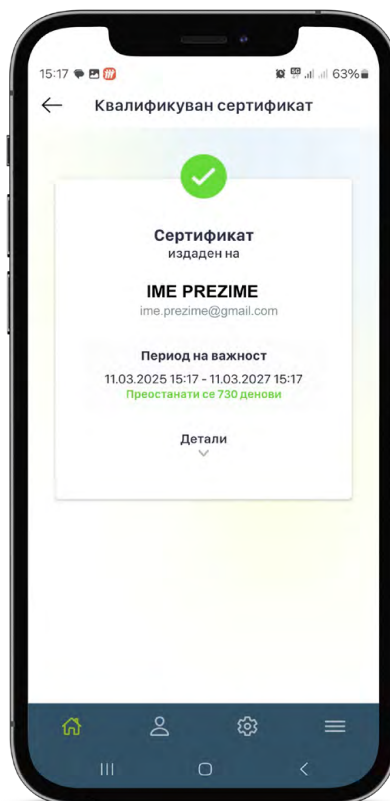 15:17 63%
Квалификуван сертификат
Сертификат
издаден на
IME PREZIME
ime.prezime@gmail.com
Период на важност
11.03.2025 15:17 - 11.03.2027 15:17
Преостанати се 730 денови
Детали